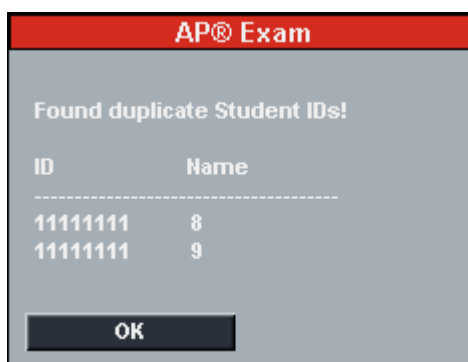 AP® Exam
Found duplicate Student IDs!
ID Name
------------------------------------
11111111 8
11111111 9
OK